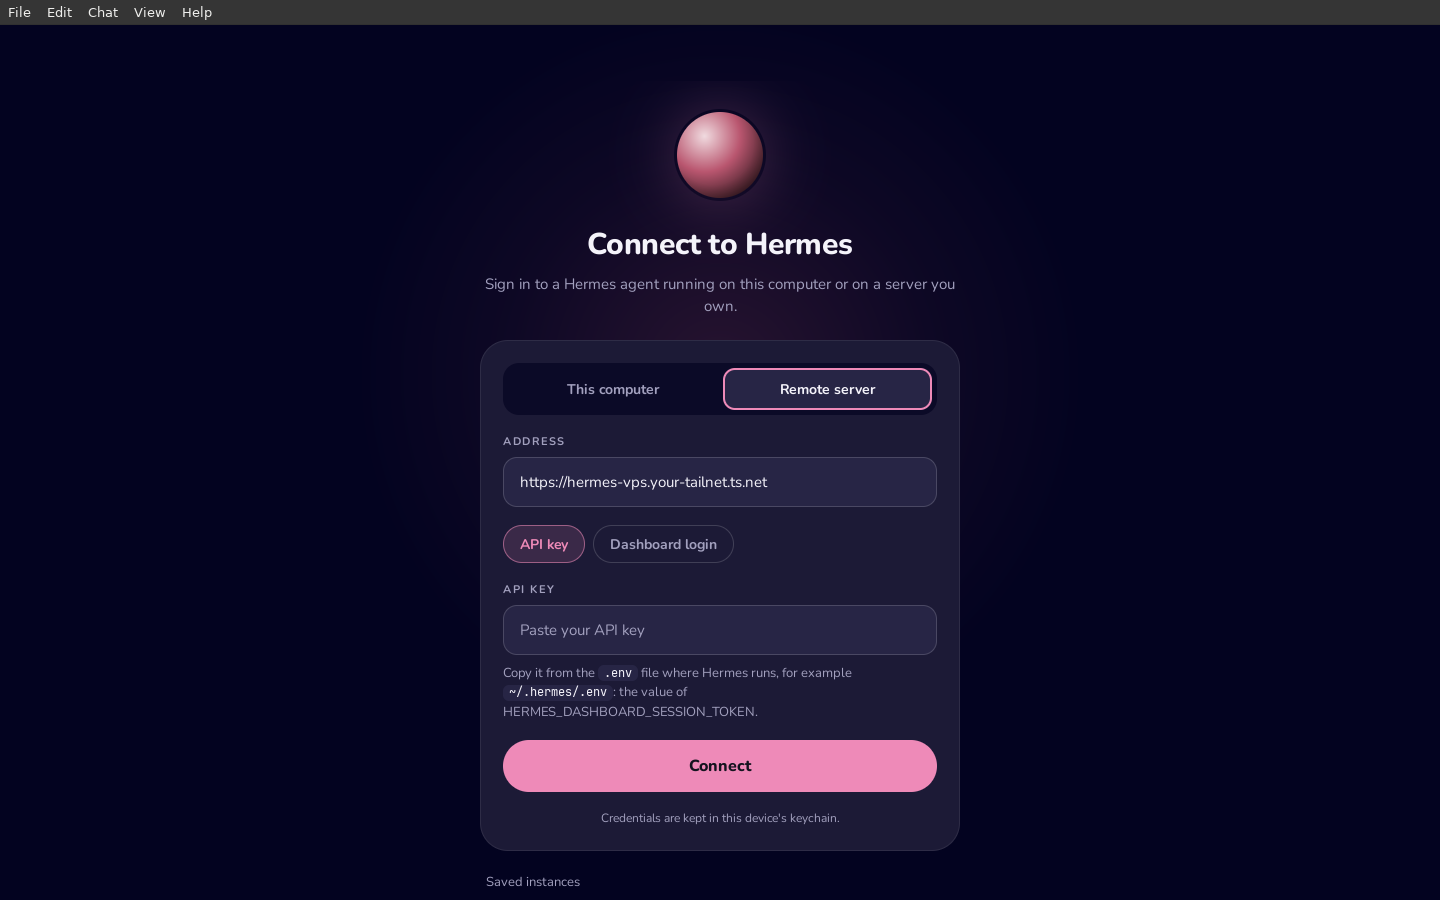 File Edit Chat View Help
Connect to Hermes
Sign in to a Hermes agent running on this computer or on a server you
own.
This computer Remote server
ADDRESS
https://hermes-vps.your-tailnet.ts.net
API key Dashboard login
API KEY
Paste your API key
Copy it from the .env file where Hermes runs, for example
~/.hermes/.env : the value of
HERMES_DASHBOARD_SESSION_TOKEN.
Connect
Credentials are kept in this device's keychain.
Saved instances